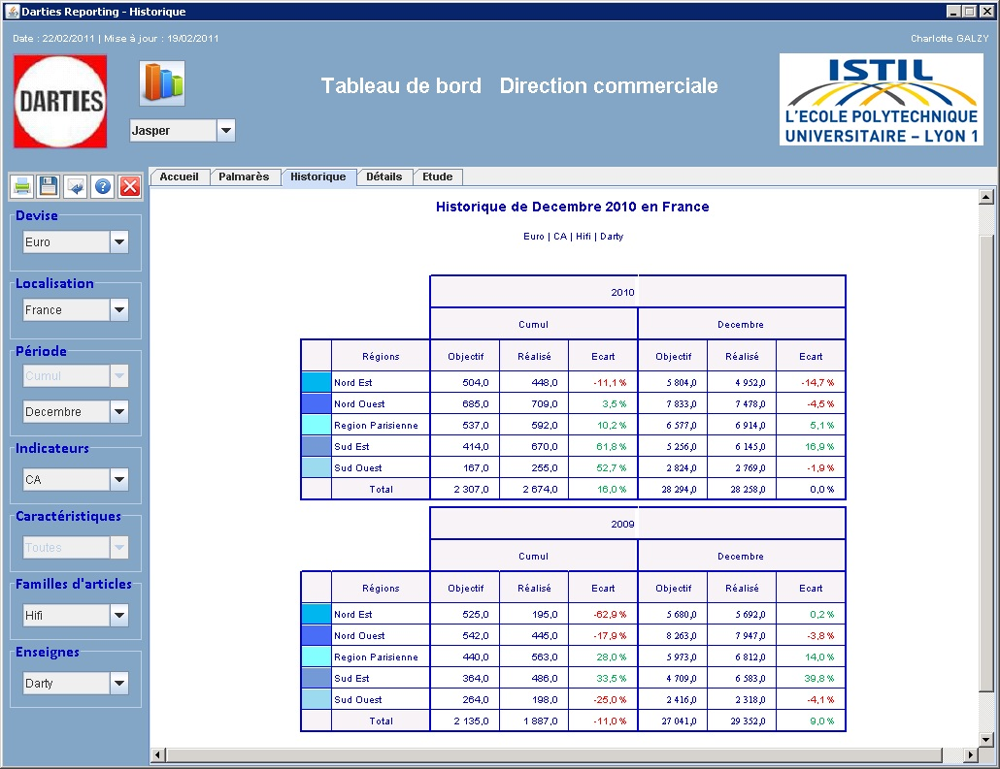 Darties Reporting - Historique
Date : 22/02/2011 | Mise à jour : 19/02/2011
Charlotte GALZY
DARTIES
Jasper
Tableau de bord Direction commerciale
ISTIL
L'ECOLE POLYTECHNIQUE
UNIVERSITAIRE – LYON 1
Accueil Palmarès Historique Détails Etude
Devise
Euro
Localisation
France
Période
Cumul
Decembre
Indicateurs
CA
Caractéristiques
Toutes
Familles d'articles
Hifi
Enseignes
Darty
Historique de Decembre 2010 en France
Euro | CA | Hifi | Darty
2010
Cumul Decembre
Régions Objectif Réalisé Ecart Objectif Réalisé Ecart
Nord Est 504,0 448,0 -11,1 % 5 804,0 4 952,0 -14,7 %
Nord Ouest 685,0 709,0 3,5 % 7 833,0 7 478,0 -4,5 %
Region Parisienne 537,0 592,0 10,2 % 6 577,0 6 914,0 5,1 %
Sud Est 414,0 670,0 61,8 % 5 256,0 6 145,0 16,9 %
Sud Ouest 167,0 255,0 52,7 % 2 824,0 2 769,0 -1,9 %
Total 2 307,0 2 674,0 16,0 % 28 294,0 28 258,0 0,0 %
2009
Cumul Decembre
Régions Objectif Réalisé Ecart Objectif Réalisé Ecart
Nord Est 525,0 195,0 -62,9 % 5 680,0 5 692,0 0,2 %
Nord Ouest 542,0 445,0 -17,9 % 8 263,0 7 947,0 -3,8 %
Region Parisienne 440,0 563,0 28,0 % 5 973,0 6 812,0 14,0 %
Sud Est 364,0 486,0 33,5 % 4 709,0 6 583,0 39,8 %
Sud Ouest 264,0 198,0 -25,0 % 2 416,0 2 318,0 -4,1 %
Total 2 135,0 1 887,0 -11,0 % 27 041,0 29 352,0 9,0 %